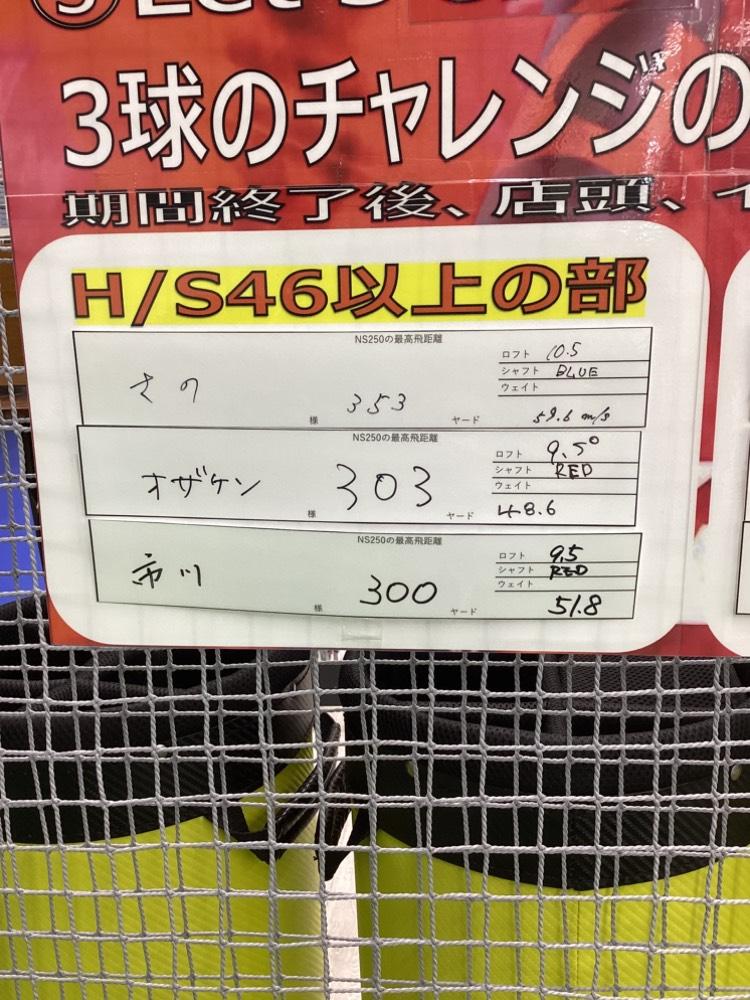 3球のチャレンジの
期間終了後、店頭、
H/S46以上の部
NS250の最高飛距離
さの 様 353 ヤード
ロフト 10.5
シャフト BLUE
ウェイト
59.6 m/s
NS250の最高飛距離
オザケン 様 303 ヤード
ロフト 9.5°
シャフト RED
ウェイト
48.6
NS250の最高飛距離
市川 様 300 ヤード
ロフト 9.5
シャフト RED
ウェイト
51.8